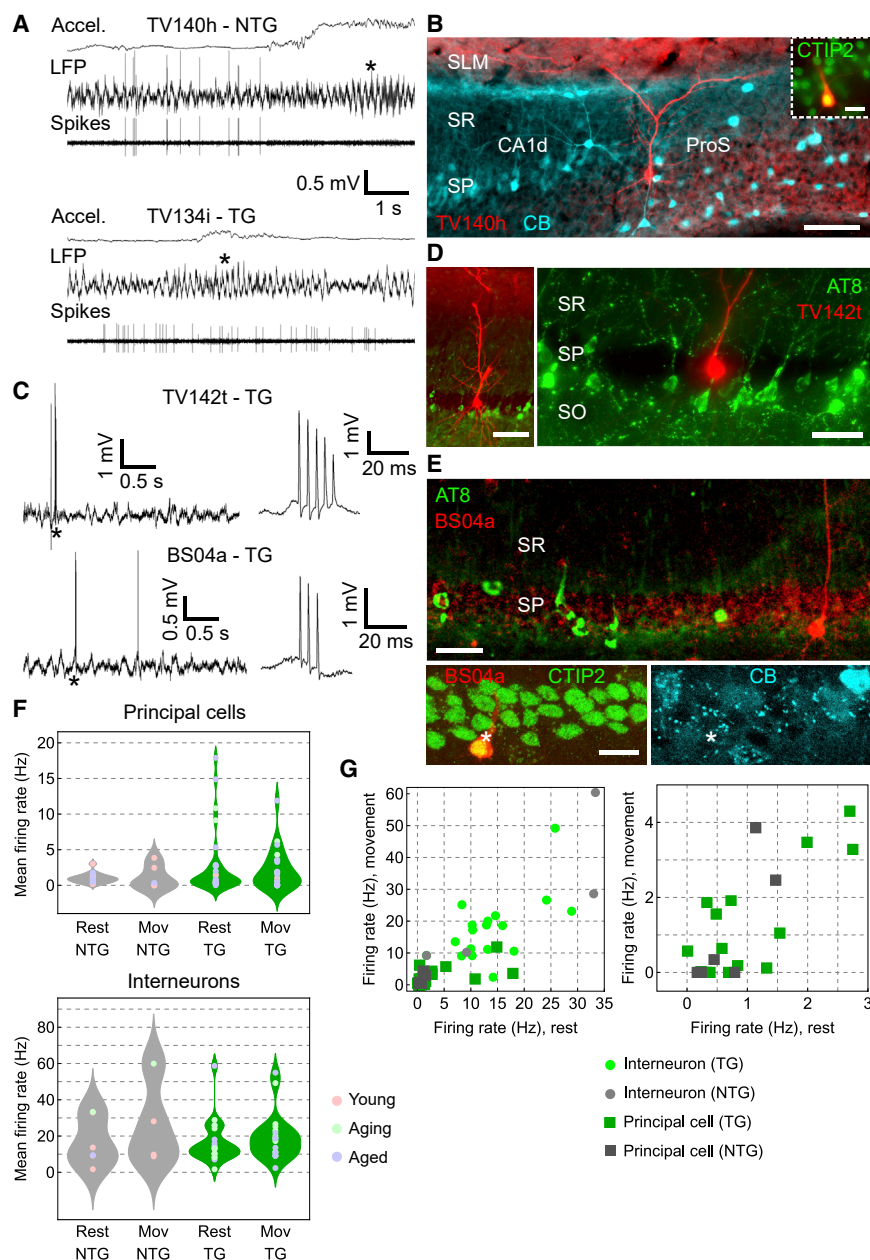 A
Accel. TV140h - NTG
LFP
*
Spikes
0.5 mV
1 s
Accel. TV134i - TG
LFP
*
Spikes
B
SLM
CTIP2
SR
CA1d
ProS
SP
TV140h CB
C
TV142t - TG
1 mV
0.5 s
1 mV
20 ms
*
BS04a - TG
0.5 mV
0.5 s
1 mV
20 ms
*
D
AT8
TV142t
SR
SP
SO
E
AT8
BS04a
SR
SP
BS04a CTIP2
*
CB
*
F
Principal cells
Mean firing rate (Hz)
20
15
10
5
0
Rest NTG
Mov NTG
Rest TG
Mov TG
Interneurons
Mean firing rate (Hz)
80
60
40
20
0
Rest NTG
Mov NTG
Rest TG
Mov TG
Young
Aging
Aged
G
Firing rate (Hz), movement
60
50
40
30
20
10
0
0 5 10 15 20 25 30 35
Firing rate (Hz), rest
Firing rate (Hz), movement
4
2
0
0 1 2 3
Firing rate (Hz), rest
Interneuron (TG)
Interneuron (NTG)
Principal cell (TG)
Principal cell (NTG)